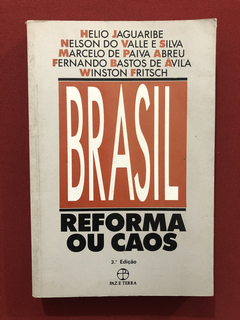 HELIO JAGUARIBE
NELSON DO VALLE E SILVA
MARCELO DE PAIVA ABREU
FERNANDO BASTOS DE ÁVILA
WINSTON FRITSCH
BRASIL
REFORMA
OU CAOS
3.ª Edição
PAZ E TERRA